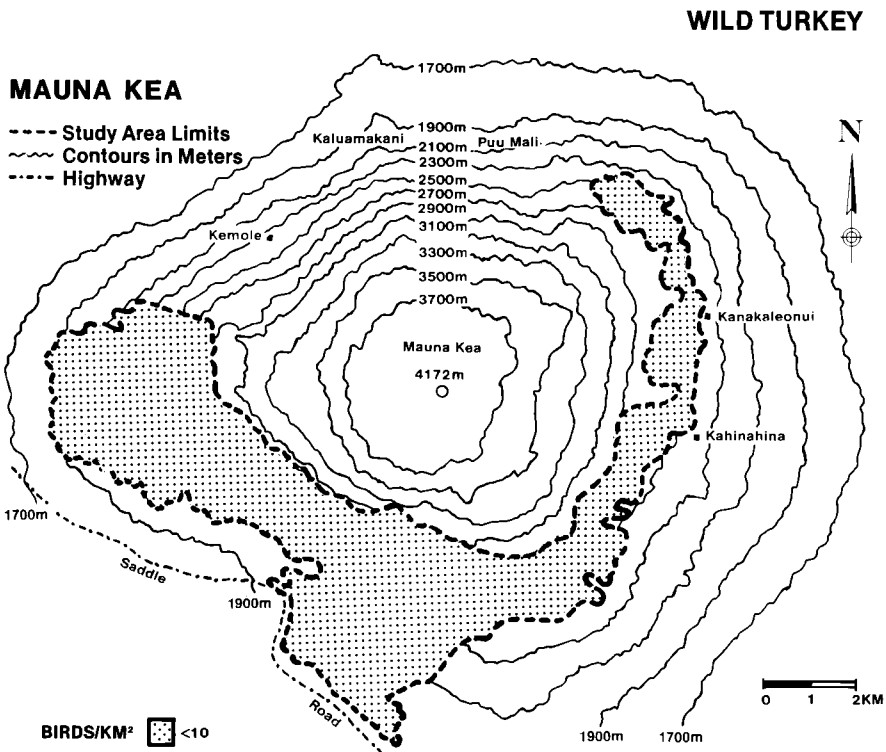 WILD TURKEY
MAUNA KEA
Study Area Limits
Contours in Meters
Highway
N
1700m
1900m
2100m
2300m
2500m
2700m
2900m
3100m
3300m
3500m
3700m
Kaluamakani
Puu Mali
Kemole
Kanakaleonui
Mauna Kea
4172m
Kahinahina
1700m
Saddle
1900m
Road
0 1 2KM
1900m
1700m
BIRDS/KM² <10